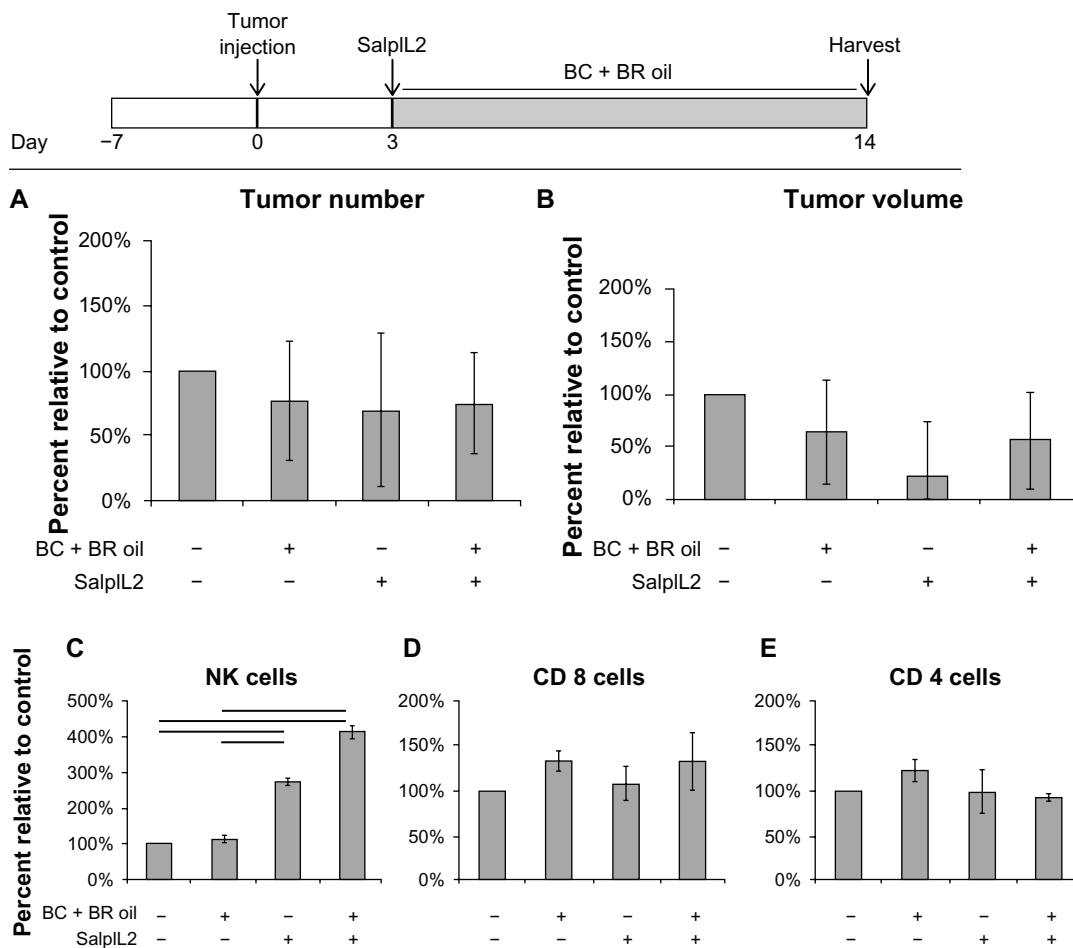 Tumor injection
SalpIL2
Harvest
BC + BR oil
Day −7 0 3 14
A Tumor number
Percent relative to control
200%
150%
100%
50%
0%
BC + BR oil − + − +
SalpIL2 − − + +
B Tumor volume
Percent relative to control
200%
150%
100%
50%
0%
BC + BR oil − + − +
SalpIL2 − − + +
C NK cells
Percent relative to control
500%
400%
300%
200%
100%
0%
BC + BR oil − + − +
SalpIL2 − − + +
D CD 8 cells
200%
150%
100%
50%
0%
− + − +
− − + +
E CD 4 cells
200%
150%
100%
50%
0%
− + − +
− − + +